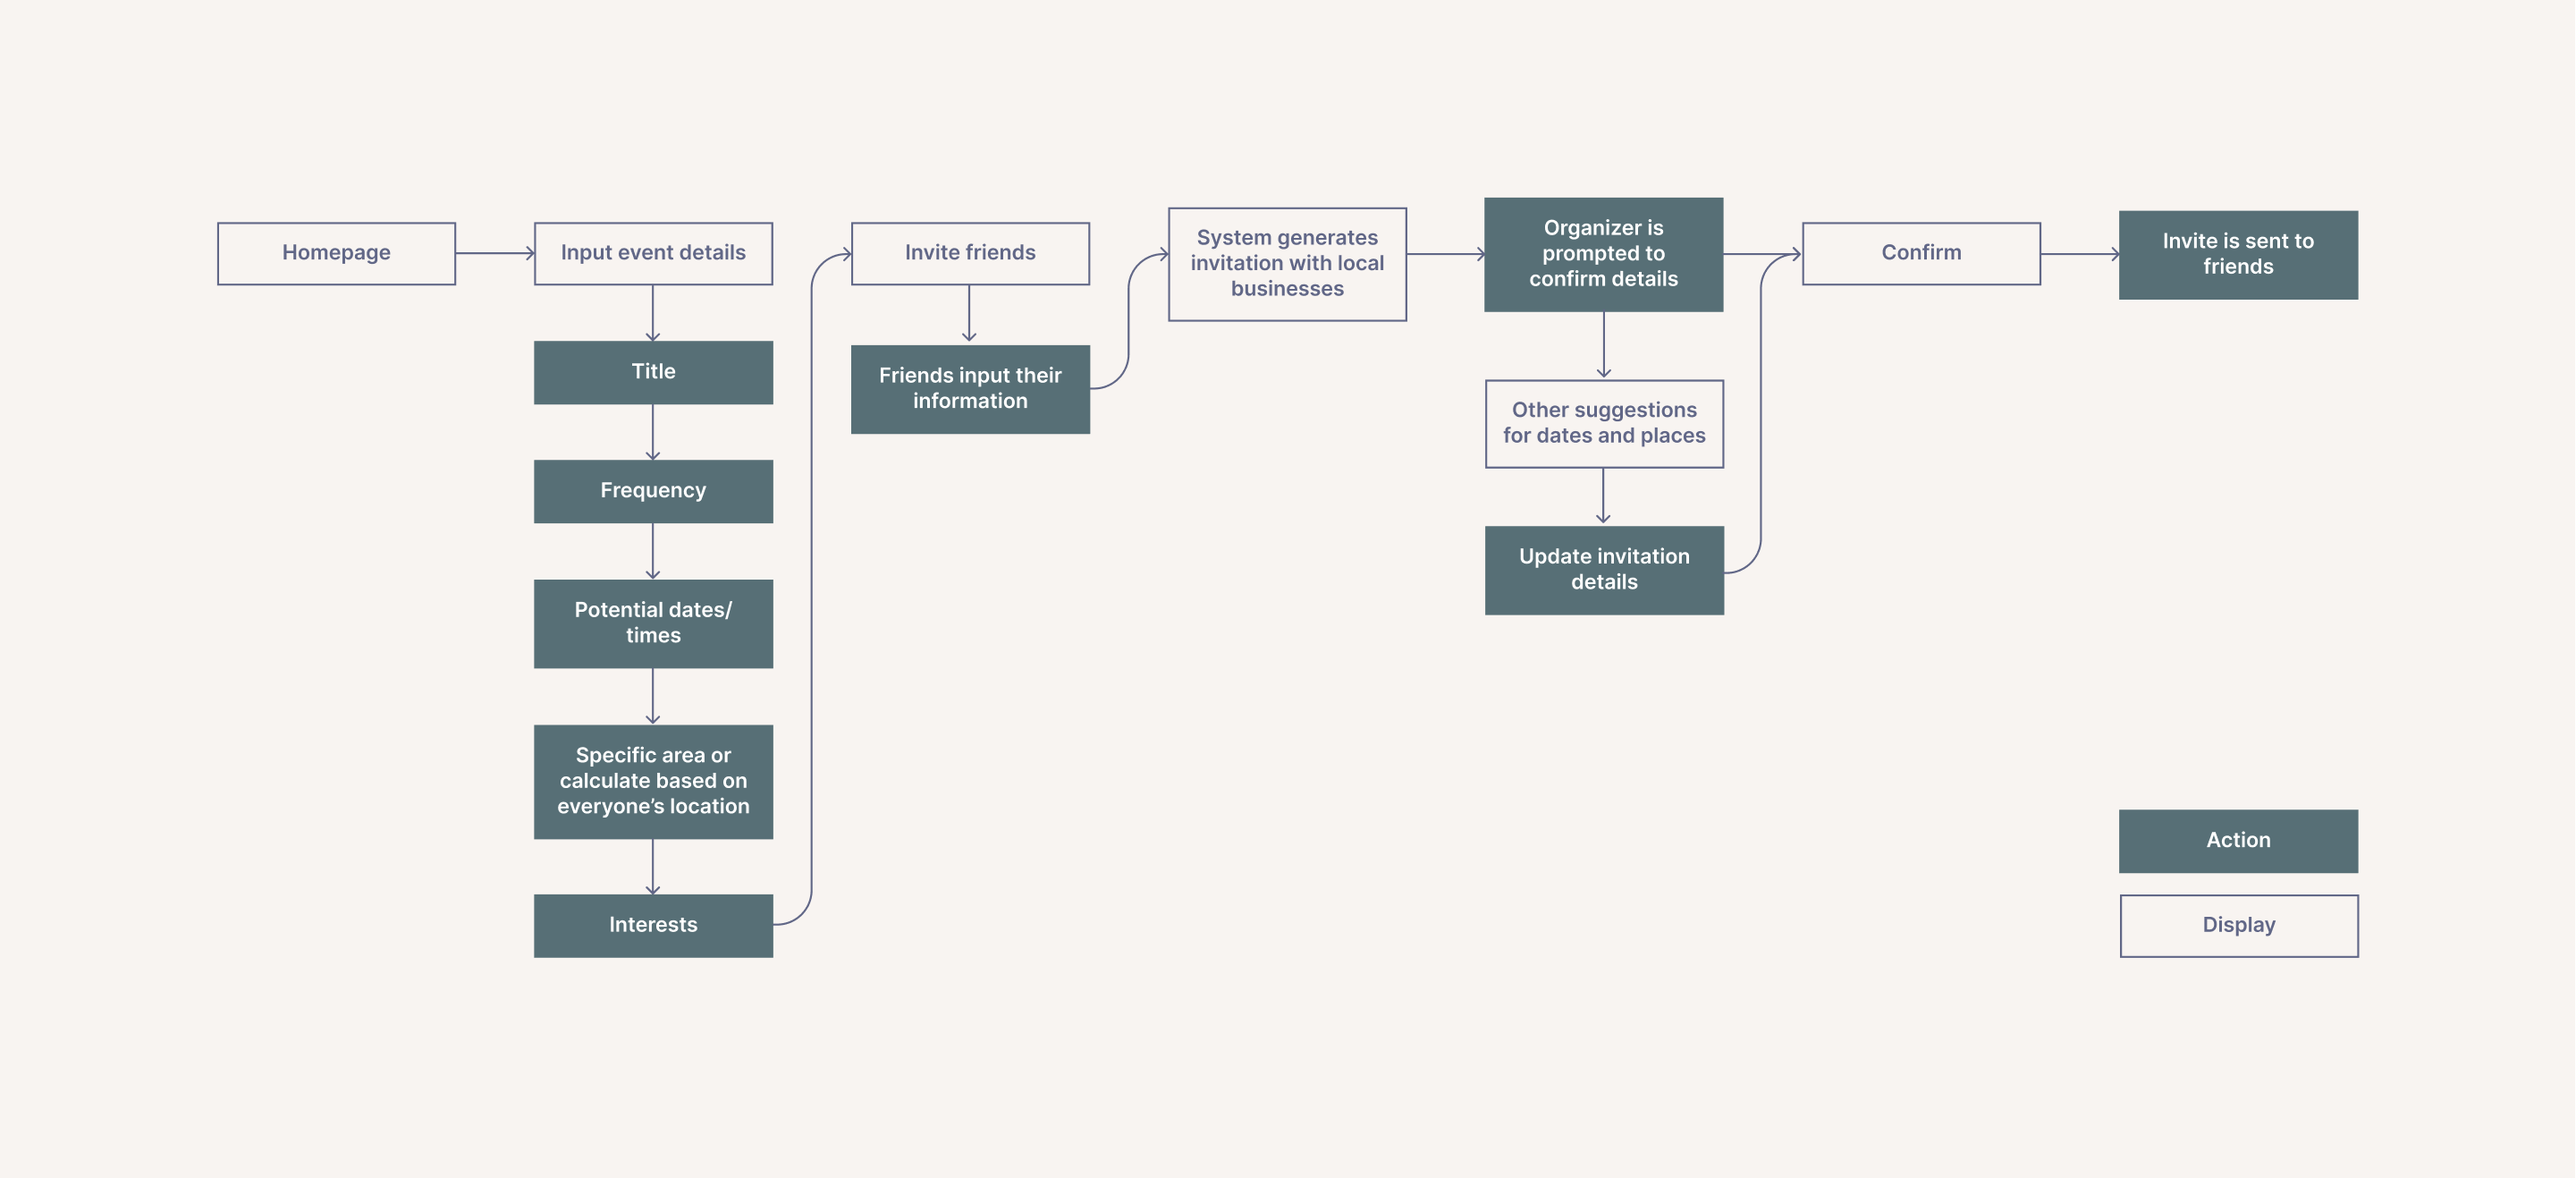 Homepage
Input event details
Title
Frequency
Potential dates/
times
Specific area or
calculate based on
everyone’s location
Interests
Invite friends
Friends input their
information
System generates
invitation with local
businesses
Organizer is
prompted to
confirm details
Other suggestions
for dates and places
Update invitation
details
Confirm
Invite is sent to
friends
Action
Display